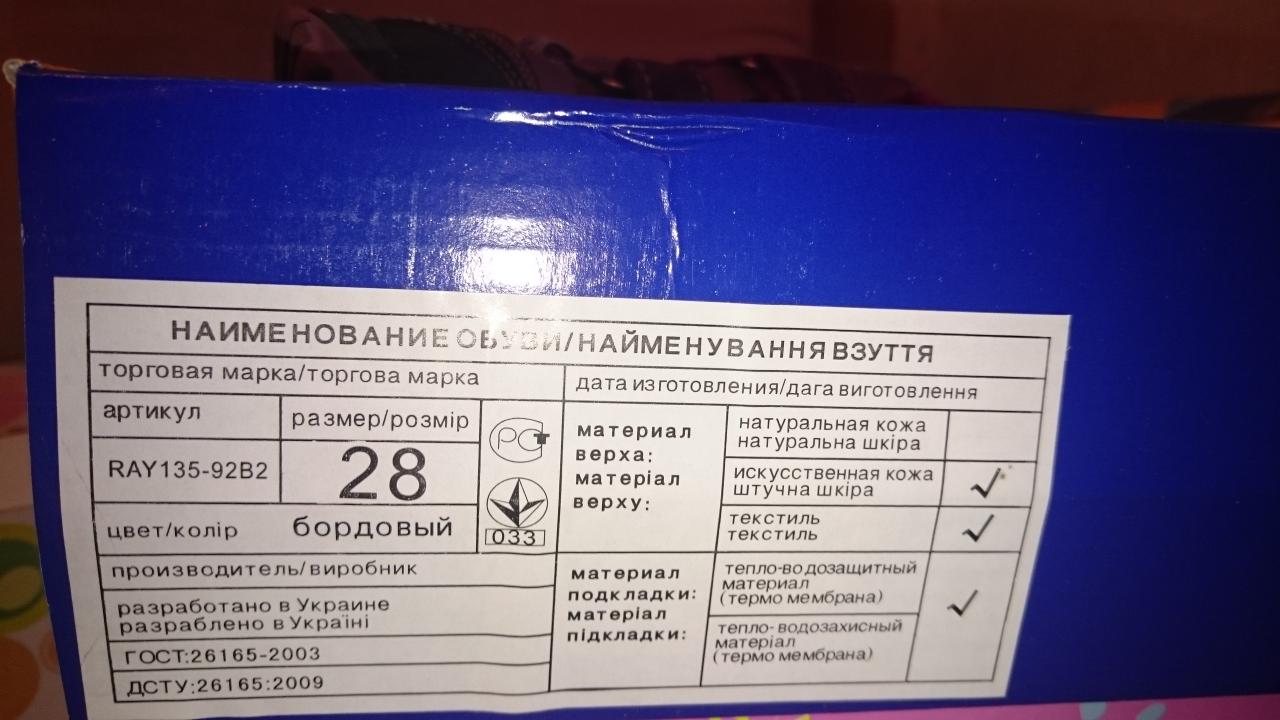 НАИМЕНОВАНИЕ ОБУВИ/НАЙМЕНУВАННЯ ВЗУТТЯ
торговая марка/торгова марка
дата изготовления/дага виготовлення
артикул
размер/розмір
RAY135-92B2
28
РСТ
033
цвет/колір
бордовый
производитель/виробник
разработано в Украине
разраблено в Україні
ГОСТ:26165-2003
ДСТУ:26165:2009
материал
верха:
матеріал
верху:
натуральная кожа
натуральна шкіра
искусственная кожа
штучна шкіра
текстиль
текстиль
материал
подкладки:
матеріал
підкладки:
тепло-водозащитный
материал
(термо мембрана)
тепло-водозахисный
матеріал
(термо мембрана)